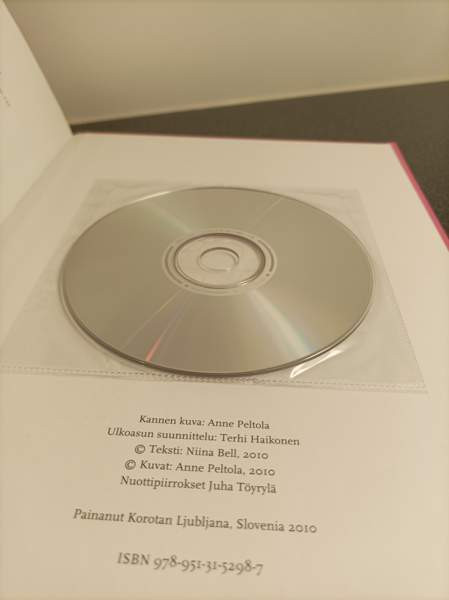 Kannen kuva: Anne Peltola
Ulkoasun suunnittelu: Terhi Haikonen
© Teksti: Niina Bell, 2010
© Kuvat: Anne Peltola, 2010
Nuottipiirrokset Juha Töyrylä
Painanut Korotan Ljubljana, Slovenia 2010
ISBN 978-951-31-5298-7